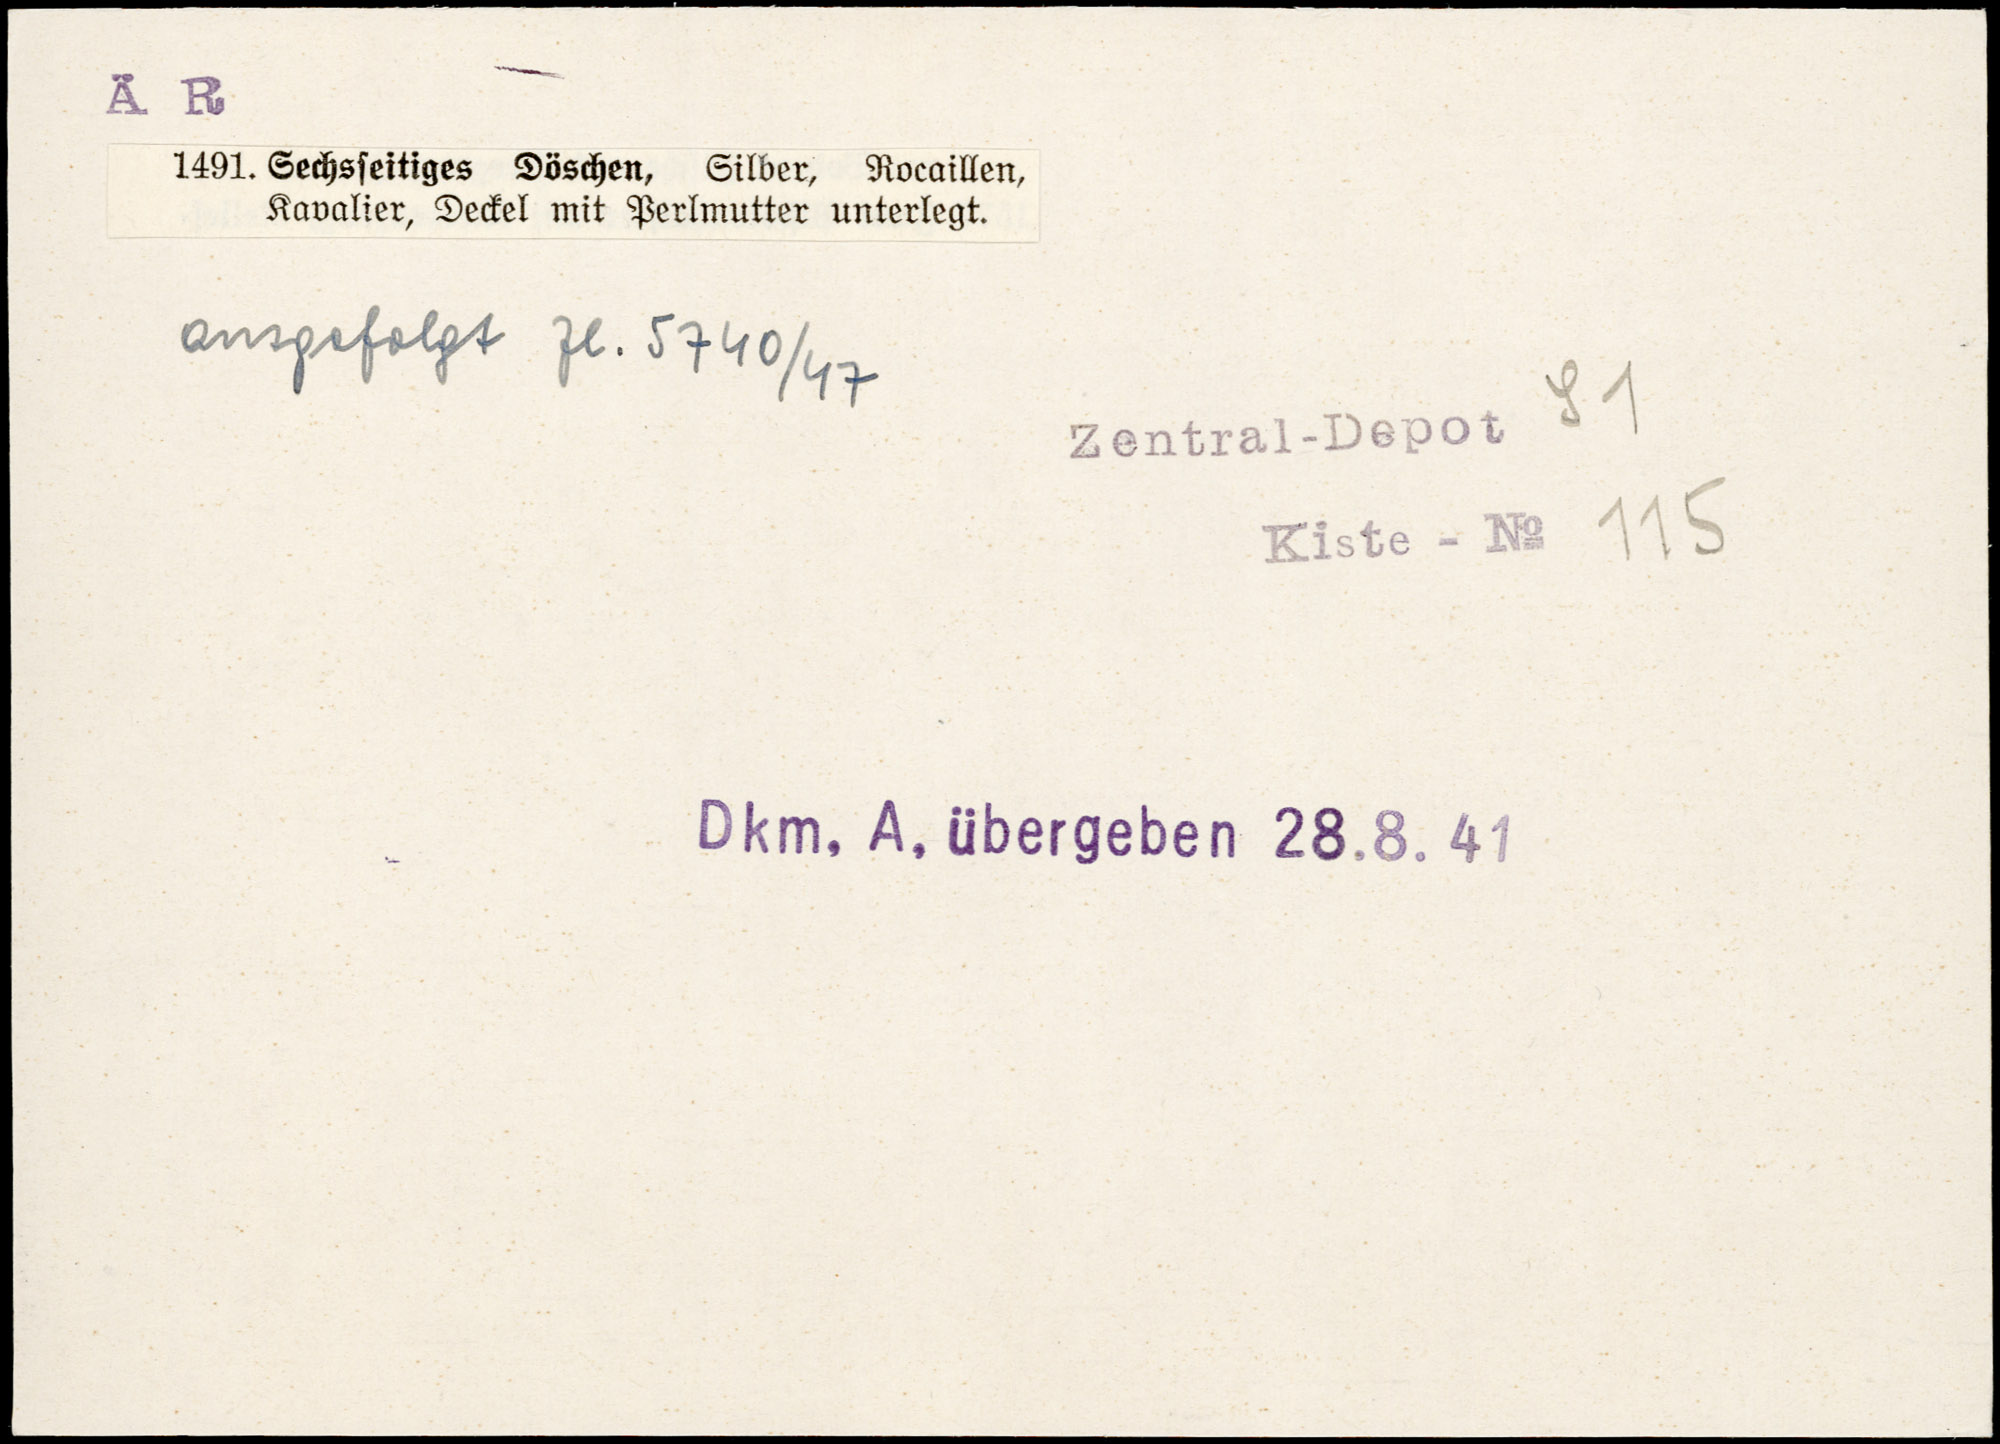 Ä R
1491. Sechsseitiges Döschen, Silber, Rocaillen,
Kavalier, Deckel mit Perlmutter unterlegt.
ausgefolgt Zl. 5740/47
Zentral-Depot S1
Kiste - № 115
Dkm. A. übergeben 28.8.41